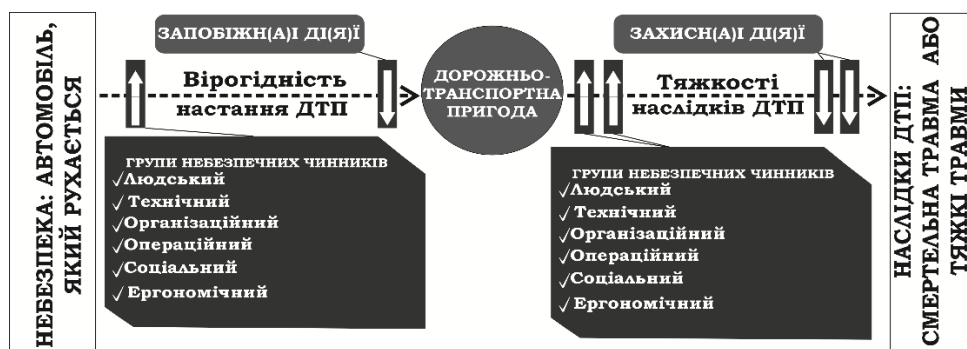 НЕБЕЗПЕКА: АВТОМОБІЛЬ,
ЯКИЙ РУХАЄТЬСЯ
ЗАПОБІЖН(А)І ДІ(Я)Ї
Вірогідність
настання ДТП
ГРУПИ НЕБЕЗПЕЧНИХ ЧИННИКІВ
✓Людський
✓Технічний
✓Організаційний
✓Операційний
✓Соціальний
✓Ергономічний
ДОРОЖНЬО-
ТРАНСПОРТНА
ПРИГОДА
ЗАХИСН(А)І ДІ(Я)Ї
Тяжкості
наслідків ДТП
ГРУПИ НЕБЕЗПЕЧНИХ ЧИННИКІВ
✓Людський
✓Технічний
✓Організаційний
✓Операційний
✓Соціальний
✓Ергономічний
НАСЛІДКИ ДТП:
СМЕРТЕЛЬНА ТРАВМА АБО
ТЯЖКІ ТРАВМИ